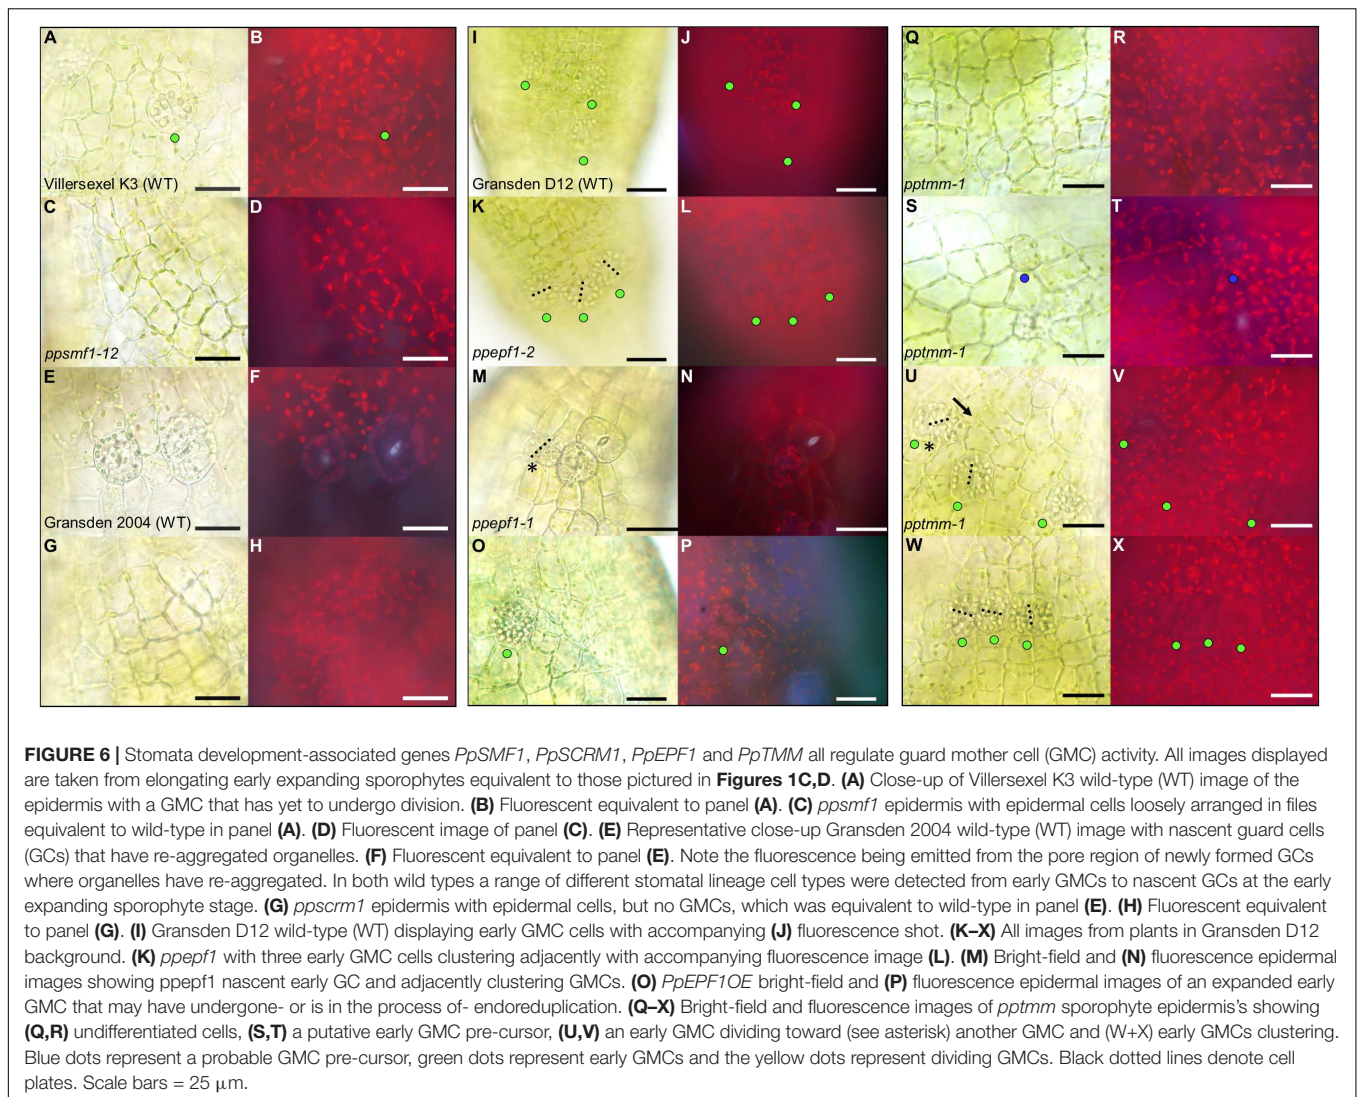 A B I J Q R
Villersexel K3 (WT) Gransden D12 (WT) pptmm-1
C D K L S T
ppsmf1-12 ppepf1-2 pptmm-1
E F M N U V
* *
Gransden 2004 (WT) ppepf1-1 pptmm-1
G H O P W X
FIGURE 6 | Stomata development-associated genes PpSMF1, PpSCRM1, PpEPF1 and PpTMM all regulate guard mother cell (GMC) activity. All images displayed
are taken from elongating early expanding sporophytes equivalent to those pictured in Figures 1C,D. (A) Close-up of Villersexel K3 wild-type (WT) image of the
epidermis with a GMC that has yet to undergo division. (B) Fluorescent equivalent to panel (A). (C) ppsmf1 epidermis with epidermal cells loosely arranged in files
equivalent to wild-type in panel (A). (D) Fluorescent image of panel (C). (E) Representative close-up Gransden 2004 wild-type (WT) image with nascent guard cells
(GCs) that have re-aggregated organelles. (F) Fluorescent equivalent to panel (E). Note the fluorescence being emitted from the pore region of newly formed GCs
where organelles have re-aggregated. In both wild types a range of different stomatal lineage cell types were detected from early GMCs to nascent GCs at the early
expanding sporophyte stage. (G) ppscrm1 epidermis with epidermal cells, but no GMCs, which was equivalent to wild-type in panel (E). (H) Fluorescent equivalent
to panel (G). (I) Gransden D12 wild-type (WT) displaying early GMC cells with accompanying (J) fluorescence shot. (K–X) All images from plants in Gransden D12
background. (K) ppepf1 with three early GMC cells clustering adjacently with accompanying fluorescence image (L). (M) Bright-field and (N) fluorescence epidermal
images showing ppepf1 nascent early GC and adjacently clustering GMCs. (O) PpEPF1OE bright-field and (P) fluorescence epidermal images of an expanded early
GMC that may have undergone- or is in the process of- endoreduplication. (Q–X) Bright-field and fluorescence images of pptmm sporophyte epidermis's showing
(Q,R) undifferentiated cells, (S,T) a putative early GMC pre-cursor, (U,V) an early GMC dividing toward (see asterisk) another GMC and (W+X) early GMCs clustering.
Blue dots represent a probable GMC pre-cursor, green dots represent early GMCs and the yellow dots represent dividing GMCs. Black dotted lines denote cell
plates. Scale bars = 25 μm.